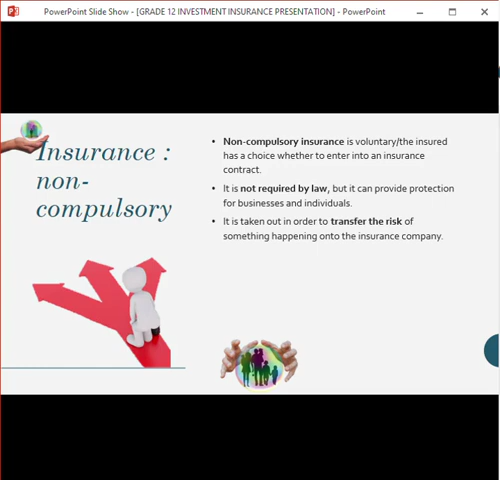 PowerPoint Slide Show - [GRADE 12 INVESTMENT INSURANCE PRESENTATION] - PowerPoint
Insurance :
non-
compulsory
• Non-compulsory insurance is voluntary/the insured
has a choice whether to enter into an insurance
contract.
• It is not required by law, but it can provide protection
for businesses and individuals.
• It is taken out in order to transfer the risk of
something happening onto the insurance company.